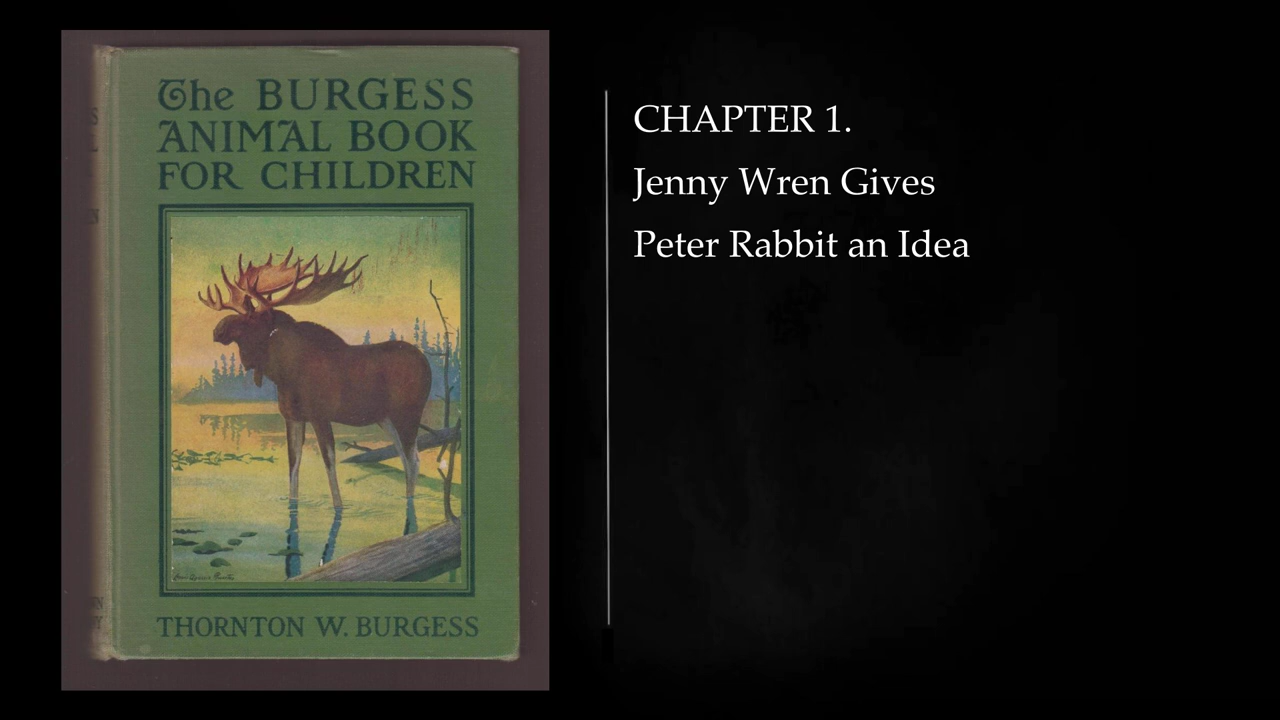 The BURGESS
ANIMAL BOOK
FOR CHILDREN
THORNTON W. BURGESS
CHAPTER 1.
Jenny Wren Gives
Peter Rabbit an Idea